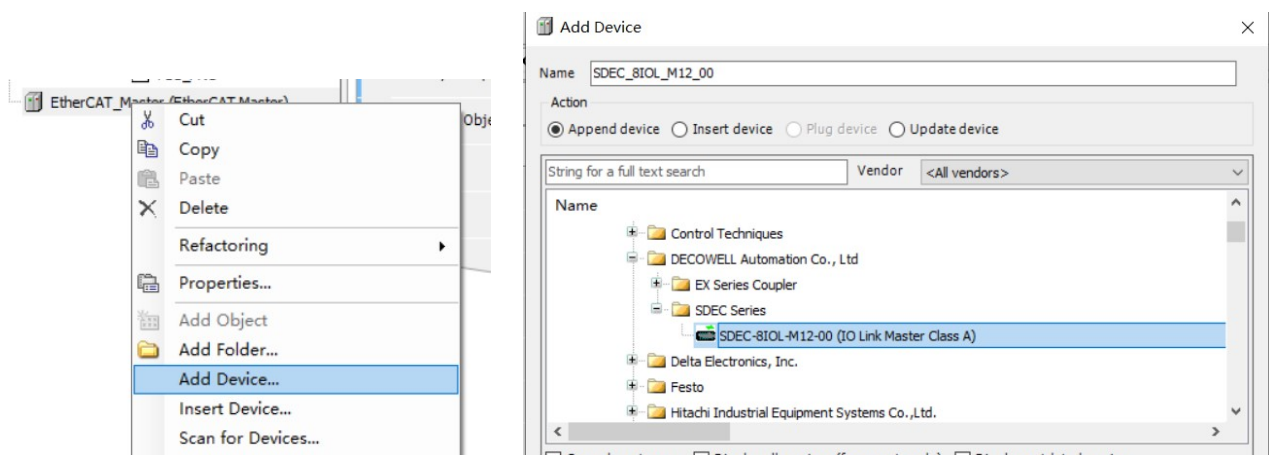 EtherCAT_Master (EtherCAT Master)
Cut
Obje
Copy
Paste
Delete
Refactoring
Properties...
Add Object
Add Folder...
Add Device...
Insert Device...
Scan for Devices...
Add Device
Name SDEC_8IOL_M12_00
Action
Append device Insert device Plug device Update device
String for a full text search Vendor <All vendors>
Name
Control Techniques
DECOWELL Automation Co., Ltd
EX Series Coupler
SDEC Series
SDEC-8IOL-M12-00 (IO Link Master Class A)
Delta Electronics, Inc.
Festo
Hitachi Industrial Equipment Systems Co.,Ltd.